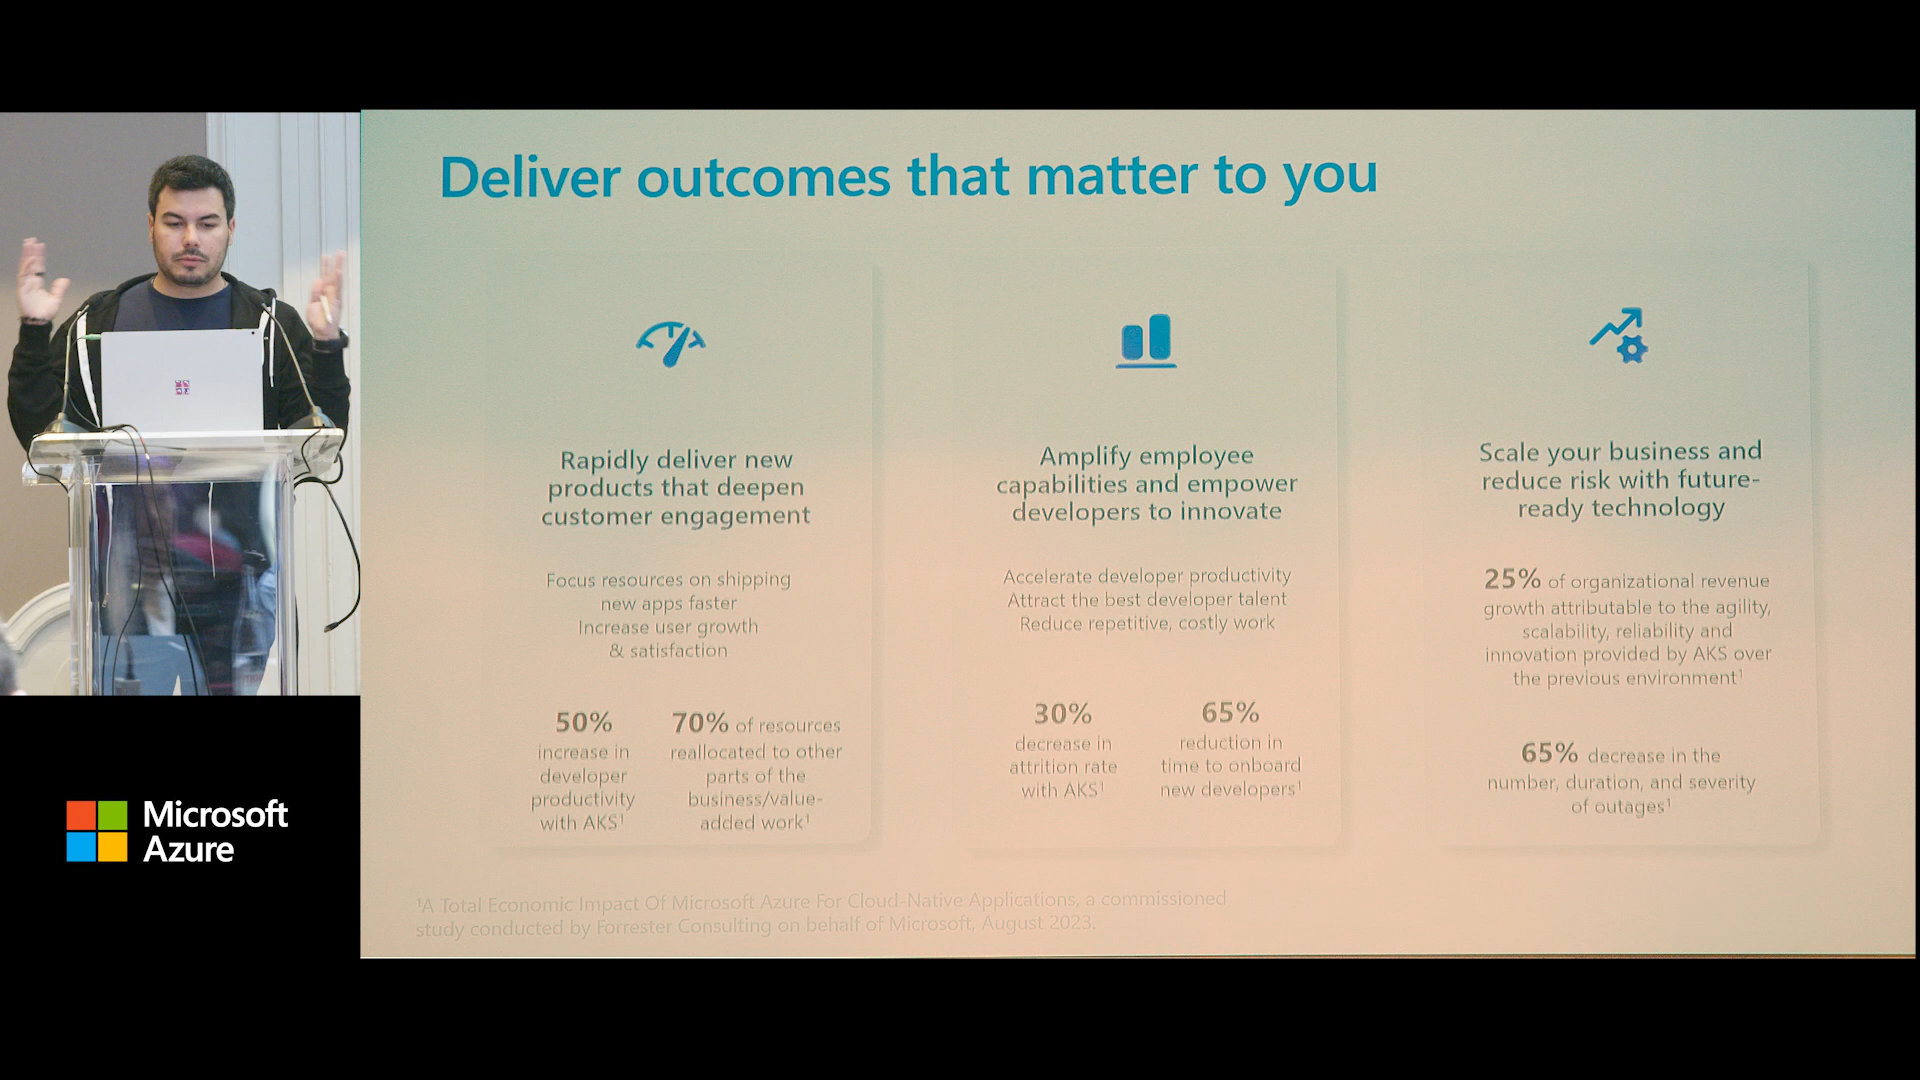 Deliver outcomes that matter to you
Rapidly deliver new
products that deepen
customer engagement
Focus resources on shipping
new apps faster
Increase user growth
& satisfaction
50%
increase in
developer
productivity
with AKS¹
70% of resources
reallocated to other
parts of the
business/value-
added work¹
Amplify employee
capabilities and empower
developers to innovate
Accelerate developer productivity
Attract the best developer talent
Reduce repetitive, costly work
30%
decrease in
attrition rate
with AKS¹
65%
reduction in
time to onboard
new developers¹
Scale your business and
reduce risk with future-
ready technology
25% of organizational revenue
growth attributable to the agility,
scalability, reliability and
innovation provided by AKS over
the previous environment¹
65% decrease in the
number, duration, and severity
of outages¹
¹A Total Economic Impact Of Microsoft Azure For Cloud-Native Applications, a commissioned
study conducted by Forrester Consulting on behalf of Microsoft, August 2023.
Microsoft
Azure